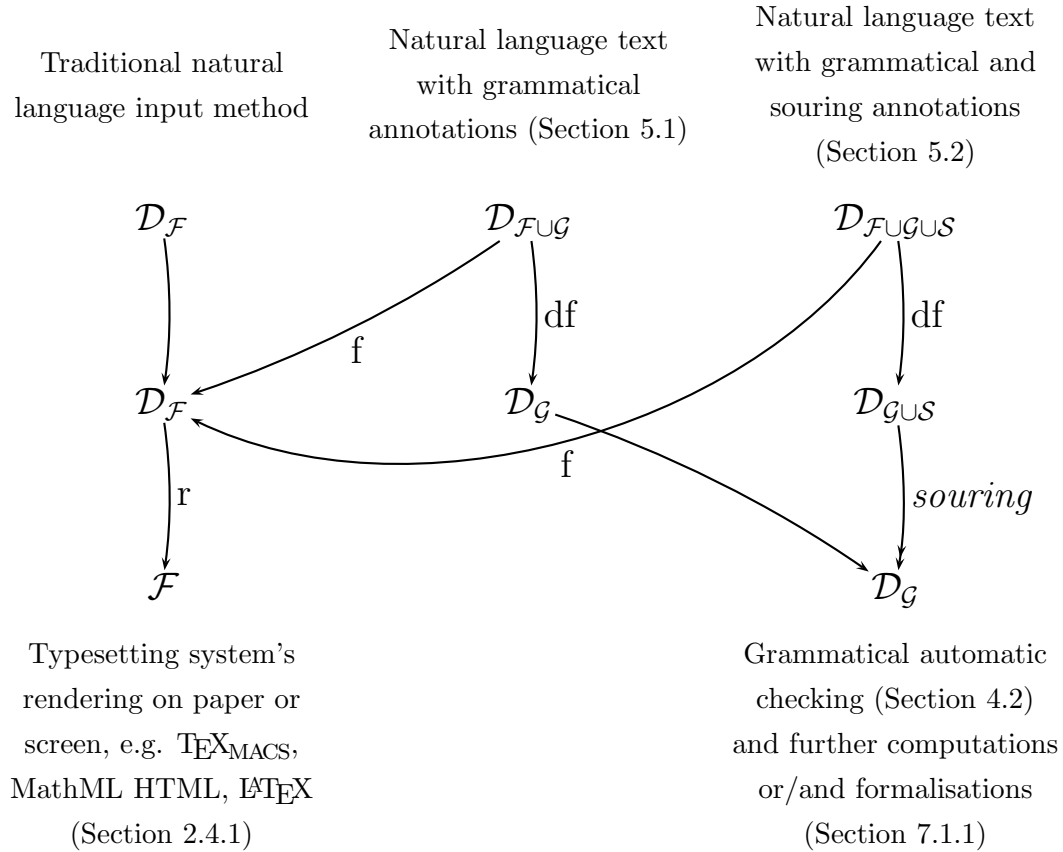 Traditional natural
language input method
Natural language text
with grammatical
annotations (Section 5.1)
Natural language text
with grammatical and
souring annotations
(Section 5.2)
𝒟_ℱ
𝒟_ℱ∪𝒢
𝒟_ℱ∪𝒢∪𝒮
f
df
f
df
𝒟_ℱ
𝒟_𝒢
𝒟_𝒢∪𝒮
r
souring
ℱ
𝒟_𝒢
Typesetting system's
rendering on paper or
screen, e.g. TEXMACS,
MathML HTML, LATEX
(Section 2.4.1)
Grammatical automatic
checking (Section 4.2)
and further computations
or/and formalisations
(Section 7.1.1)